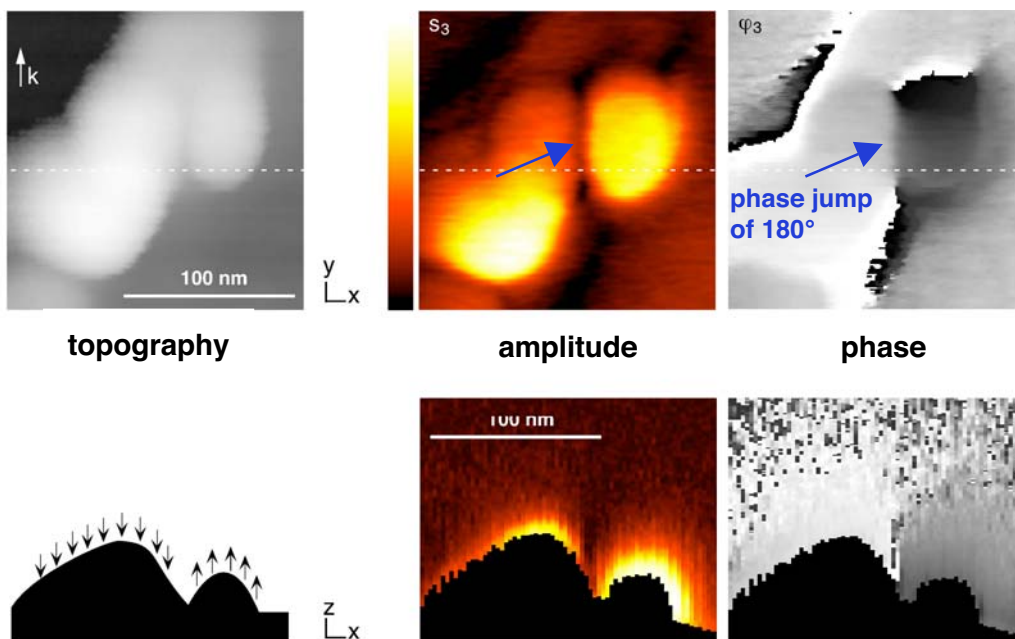 k
s₃
φ₃
phase jump
of 180°
100 nm
y
x
topography
amplitude
phase
100 nm
z
x